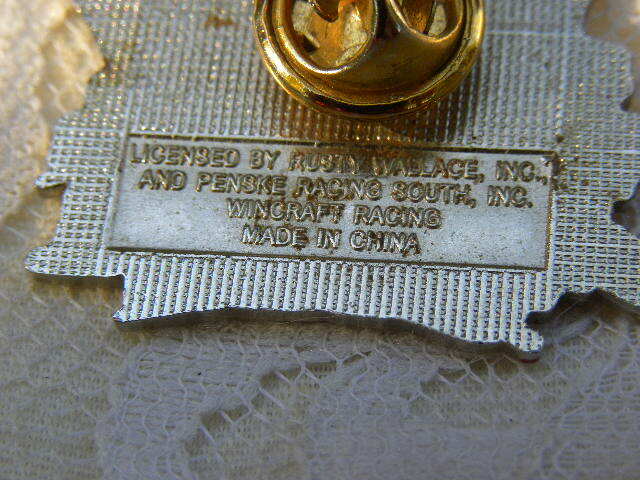 LICENSED BY RUSTY WALLACE, INC.,
AND PENSKE RACING SOUTH, INC.
WINCRAFT RACING
MADE IN CHINA